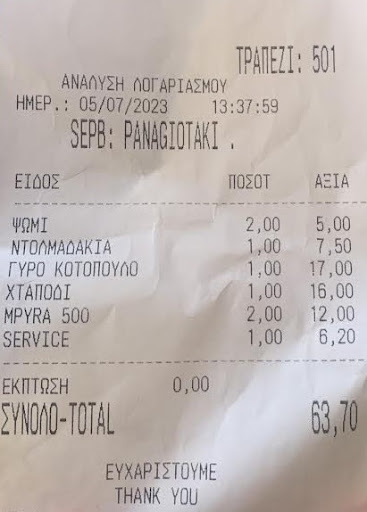 ΤΡΑΠΕΖΙ: 501
ΑΝΑΛΥΣΗ ΛΟΓΑΡΙΑΣΜΟΥ
ΗΜΕΡ.: 05/07/2023 13:37:59
ΣΕΡΒ: PANAGIOTAKI .
ΕΙΔΟΣ ΠΟΣΟΤ ΑΞΙΑ
ΨΩΜΙ 2,00 5,00
ΝΤΟΛΜΑΔΑΚΙΑ 1,00 7,50
ΓΥΡΟ ΚΟΤΟΠΟΥΛΟ 1,00 17,00
ΧΤΑΠΟΔΙ 1,00 16,00
ΜΡΥRΑ 500 2,00 12,00
SERVICE 1,00 6,20
ΕΚΠΤΩΣΗ 0,00
ΣΥΝΟΛΟ-TOTAL 63,70
ΕΥΧΑΡΙΣΤΟΥΜΕ
THANK YOU